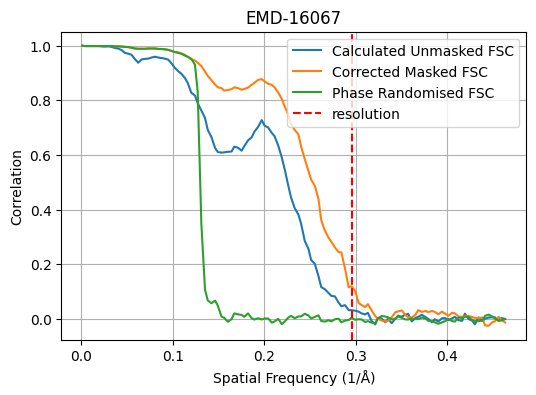 EMD-16067
Calculated Unmasked FSC
Corrected Masked FSC
Phase Randomised FSC
resolution
Correlation
1.0
0.8
0.6
0.4
0.2
0.0
0.0 0.1 0.2 0.3 0.4
Spatial Frequency (1/Å)